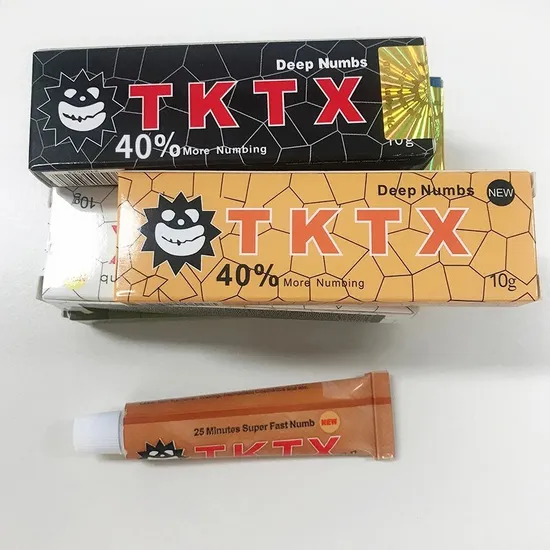 Deep Numbs
TKTX
40% More Numbing
10g
10g
Deep Numbs
NEW
TKTX
40% More Numbing
10g
25 Minutes Super Fast Numb
NEW
TKTX